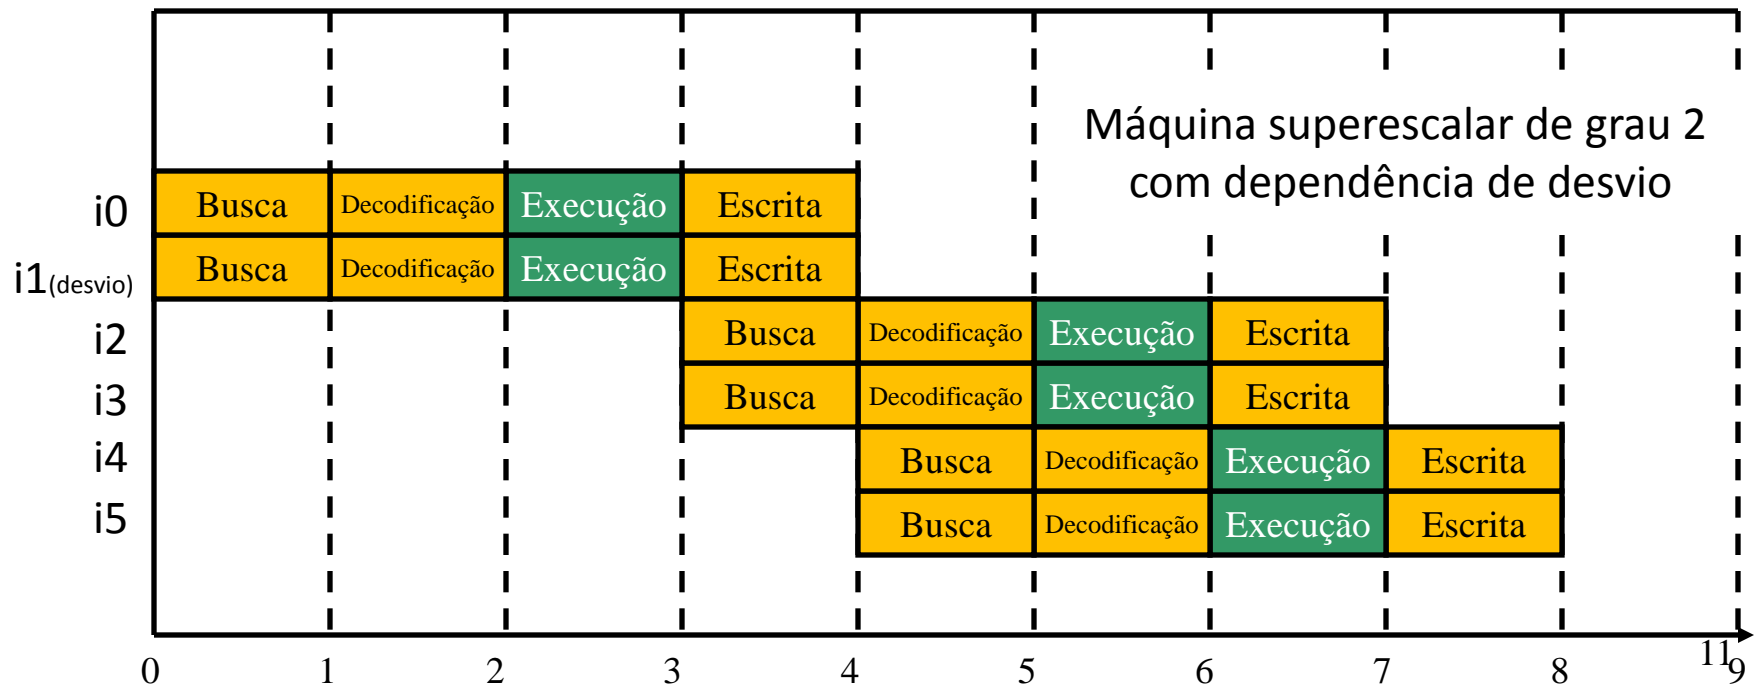 Máquina superescalar de grau 2
com dependência de desvio
i0 Busca Decodificação Execução Escrita
i1(desvio) Busca Decodificação Execução Escrita
i2 Busca Decodificação Execução Escrita
i3 Busca Decodificação Execução Escrita
i4 Busca Decodificação Execução Escrita
i5 Busca Decodificação Execução Escrita
0 1 2 3 4 5 6 7 8 9
11